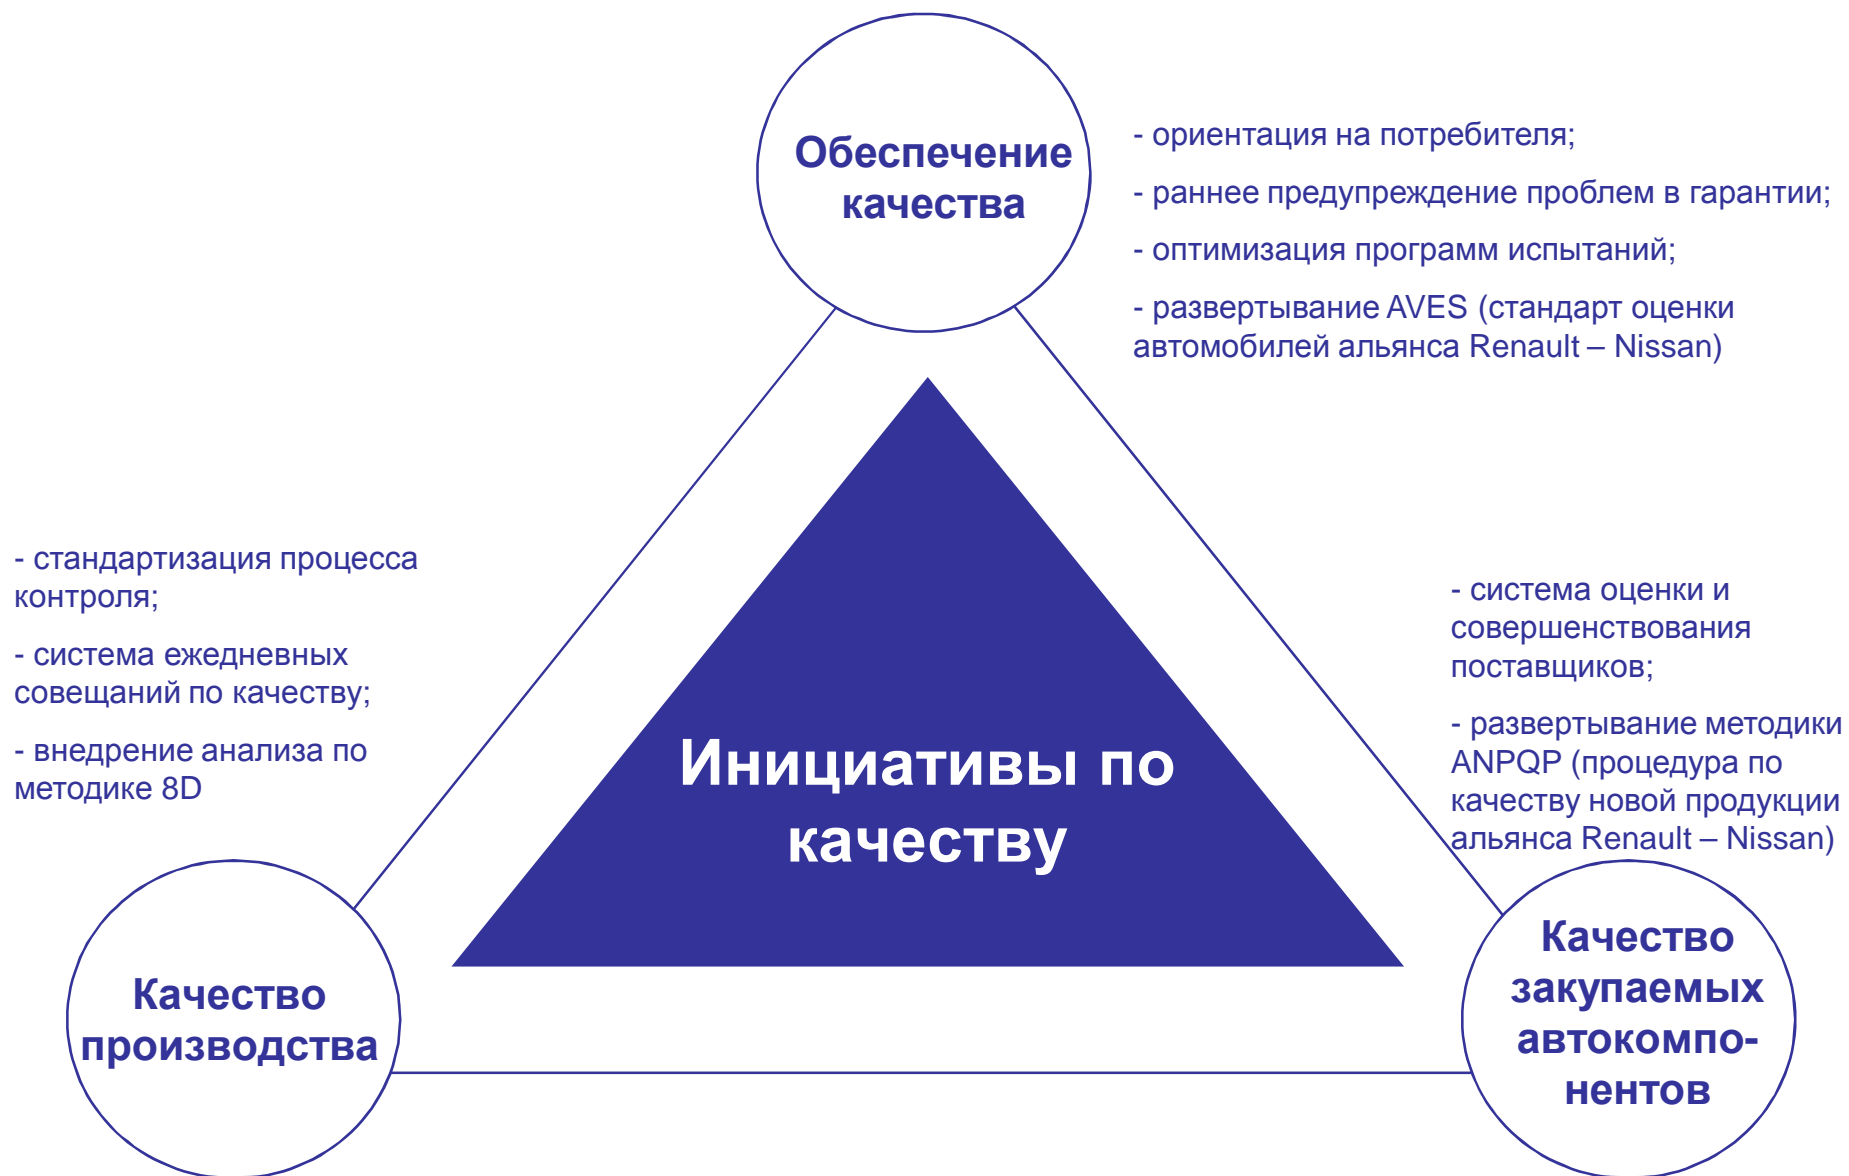 Обеспечение
качества
- ориентация на потребителя;
- раннее предупреждение проблем в гарантии;
- оптимизация программ испытаний;
- развертывание AVES (стандарт оценки
автомобилей альянса Renault – Nissan)
- стандартизация процесса
контроля;
- система ежедневных
совещаний по качеству;
- внедрение анализа по
методике 8D
Инициативы по
качеству
- система оценки и
совершенствования
поставщиков;
- развертывание методики
ANPQP (процедура по
качеству новой продукции
альянса Renault – Nissan)
Качество
производства
Качество
закупаемых
автокомпо-
нентов